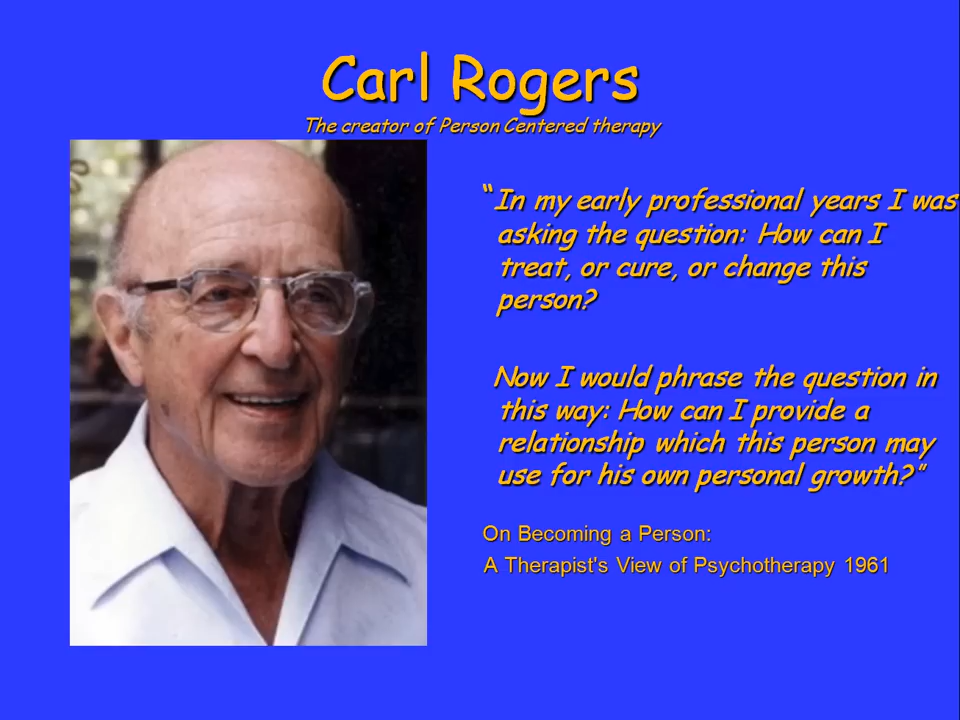 Carl Rogers
The creator of Person Centered therapy
“In my early professional years I was
asking the question: How can I
treat, or cure, or change this
person?
Now I would phrase the question in
this way: How can I provide a
relationship which this person may
use for his own personal growth?”
On Becoming a Person:
A Therapist's View of Psychotherapy 1961